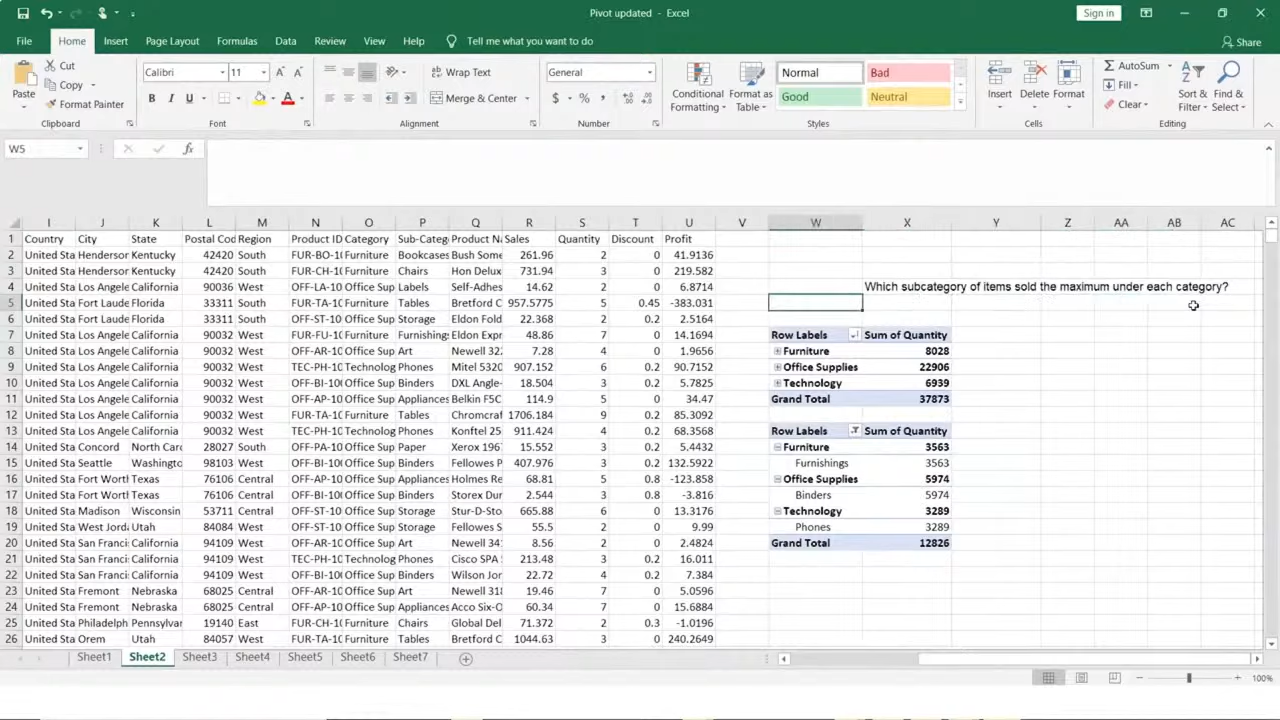 Pivot updated - Excel
Sign in
File Home Insert Page Layout Formulas Data Review View Help Tell me what you want to do
Share
Paste
Cut
Copy
Format Painter
Clipboard
Calibri 11
B I U
Font
Wrap Text
Merge & Center
Alignment
General
$ % ,
Number
Conditional Formatting
Format as Table
Normal Bad
Good Neutral
Styles
Insert Delete Format
Cells
AutoSum
Fill
Clear
Sort & Filter
Find & Select
Editing
W5 fx
I J K L M N O P Q R S T U V W X Y Z AA AB AC
1 Country City State Postal Cod Region Product ID Category Sub-Categ Product Na Sales Quantity Discount Profit
2 United Sta Henderson Kentucky 42420 South FUR-BO-10 Furniture Bookcases Bush Some 261.96 2 0 41.9136
3 United Sta Henderson Kentucky 42420 South FUR-CH-10 Furniture Chairs Hon Delux 731.94 3 0 219.582
4 United Sta Los Angele California 90036 West OFF-LA-10 Office Sup Labels Self-Adhes 14.62 2 0 6.8714 Which subcategory of items sold the maximum under each category?
5 United Sta Fort Laude Florida 33311 South FUR-TA-10 Furniture Tables Bretford C 957.5775 5 0.45 -383.031
6 United Sta Fort Laude Florida 33311 South OFF-ST-10 Office Sup Storage Eldon Fold 22.368 2 0.2 2.5164
7 United Sta Los Angele California 90032 West FUR-FU-10 Furniture Furnishing Eldon Expr 48.86 7 0 14.1694 Row Labels Sum of Quantity
8 United Sta Los Angele California 90032 West OFF-AR-10 Office Sup Art Newell 322 7.28 4 0 1.9656 Furniture 8028
9 United Sta Los Angele California 90032 West TEC-PH-10 Technolog Phones Mitel 5320 907.152 6 0.2 90.7152 Office Supplies 22906
10 United Sta Los Angele California 90032 West OFF-BI-10 Office Sup Binders DXL Angle- 18.504 3 0.2 5.7825 Technology 6939
11 United Sta Los Angele California 90032 West OFF-AP-10 Office Sup Appliances Belkin F5C 114.9 5 0 34.47 Grand Total 37873
12 United Sta Los Angele California 90032 West FUR-TA-10 Furniture Tables Chromcraf 1706.184 9 0.2 85.3092
13 United Sta Los Angele California 90032 West TEC-PH-10 Technolog Phones Konftel 25 911.424 4 0.2 68.3568 Row Labels Sum of Quantity
14 United Sta Concord North Caro 28027 South OFF-PA-10 Office Sup Paper Xerox 196 15.552 3 0.2 5.4432 Furniture 3563
15 United Sta Seattle Washingto 98103 West OFF-BI-10 Office Sup Binders Fellowes P 407.976 3 0.2 132.5922 Furnishings 3563
16 United Sta Fort Worth Texas 76106 Central OFF-AP-10 Office Sup Appliances Holmes Re 68.81 5 0.8 -123.858 Office Supplies 5974
17 United Sta Fort Worth Texas 76106 Central OFF-BI-10 Office Sup Binders Storex Dur 2.544 3 0.8 -3.816 Binders 5974
18 United Sta Madison Wisconsin 53711 Central OFF-ST-10 Office Sup Storage Stur-D-Sto 665.88 6 0 13.3176 Technology 3289
19 United Sta West Jorda Utah 84084 West OFF-ST-10 Office Sup Storage Fellowes S 55.5 2 0 9.99 Phones 3289
20 United Sta San Franci California 94109 West OFF-AR-10 Office Sup Art Newell 34 8.56 2 0 2.4824 Grand Total 12826
21 United Sta San Franci California 94109 West TEC-PH-10 Technolog Phones Cisco SPA 213.48 3 0.2 16.011
22 United Sta San Franci California 94109 West OFF-BI-10 Office Sup Binders Wilson Jon 22.72 4 0.2 7.384
23 United Sta Fremont Nebraska 68025 Central OFF-AR-10 Office Sup Art Newell 31 19.46 7 0 5.0596
24 United Sta Fremont Nebraska 68025 Central OFF-AP-10 Office Sup Appliances Acco Six-O 60.34 7 0 15.6884
25 United Sta Philadelph Pennsylva 19140 East FUR-CH-10 Furniture Chairs Global Del 71.372 2 0.3 -1.0196
26 United Sta Orem Utah 84057 West FUR-TA-10 Furniture Tables Bretford C 1044.63 3 0 240.2649
Sheet1 Sheet2 Sheet3 Sheet4 Sheet5 Sheet6 Sheet7
100%